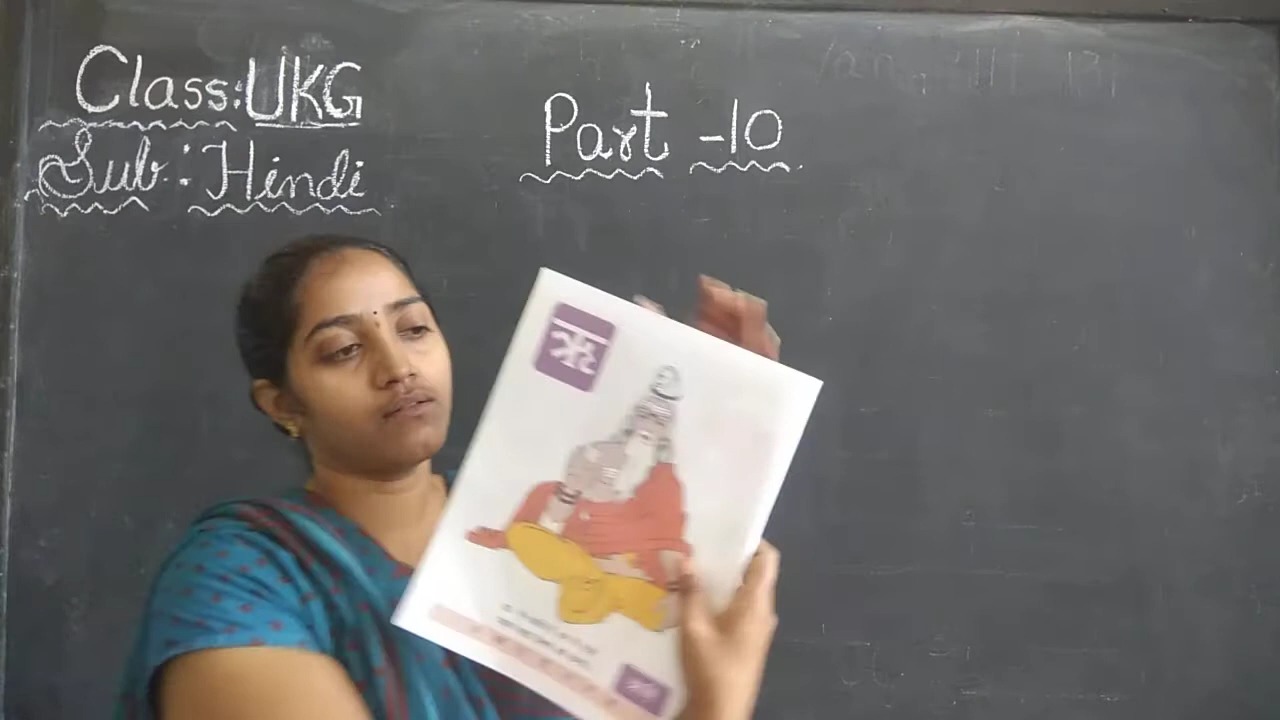 Class: UKG
Part -10
Sub: Hindi
ऋ